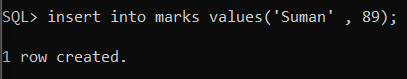 SQL> insert into marks values('Suman' , 89);
1 row created.